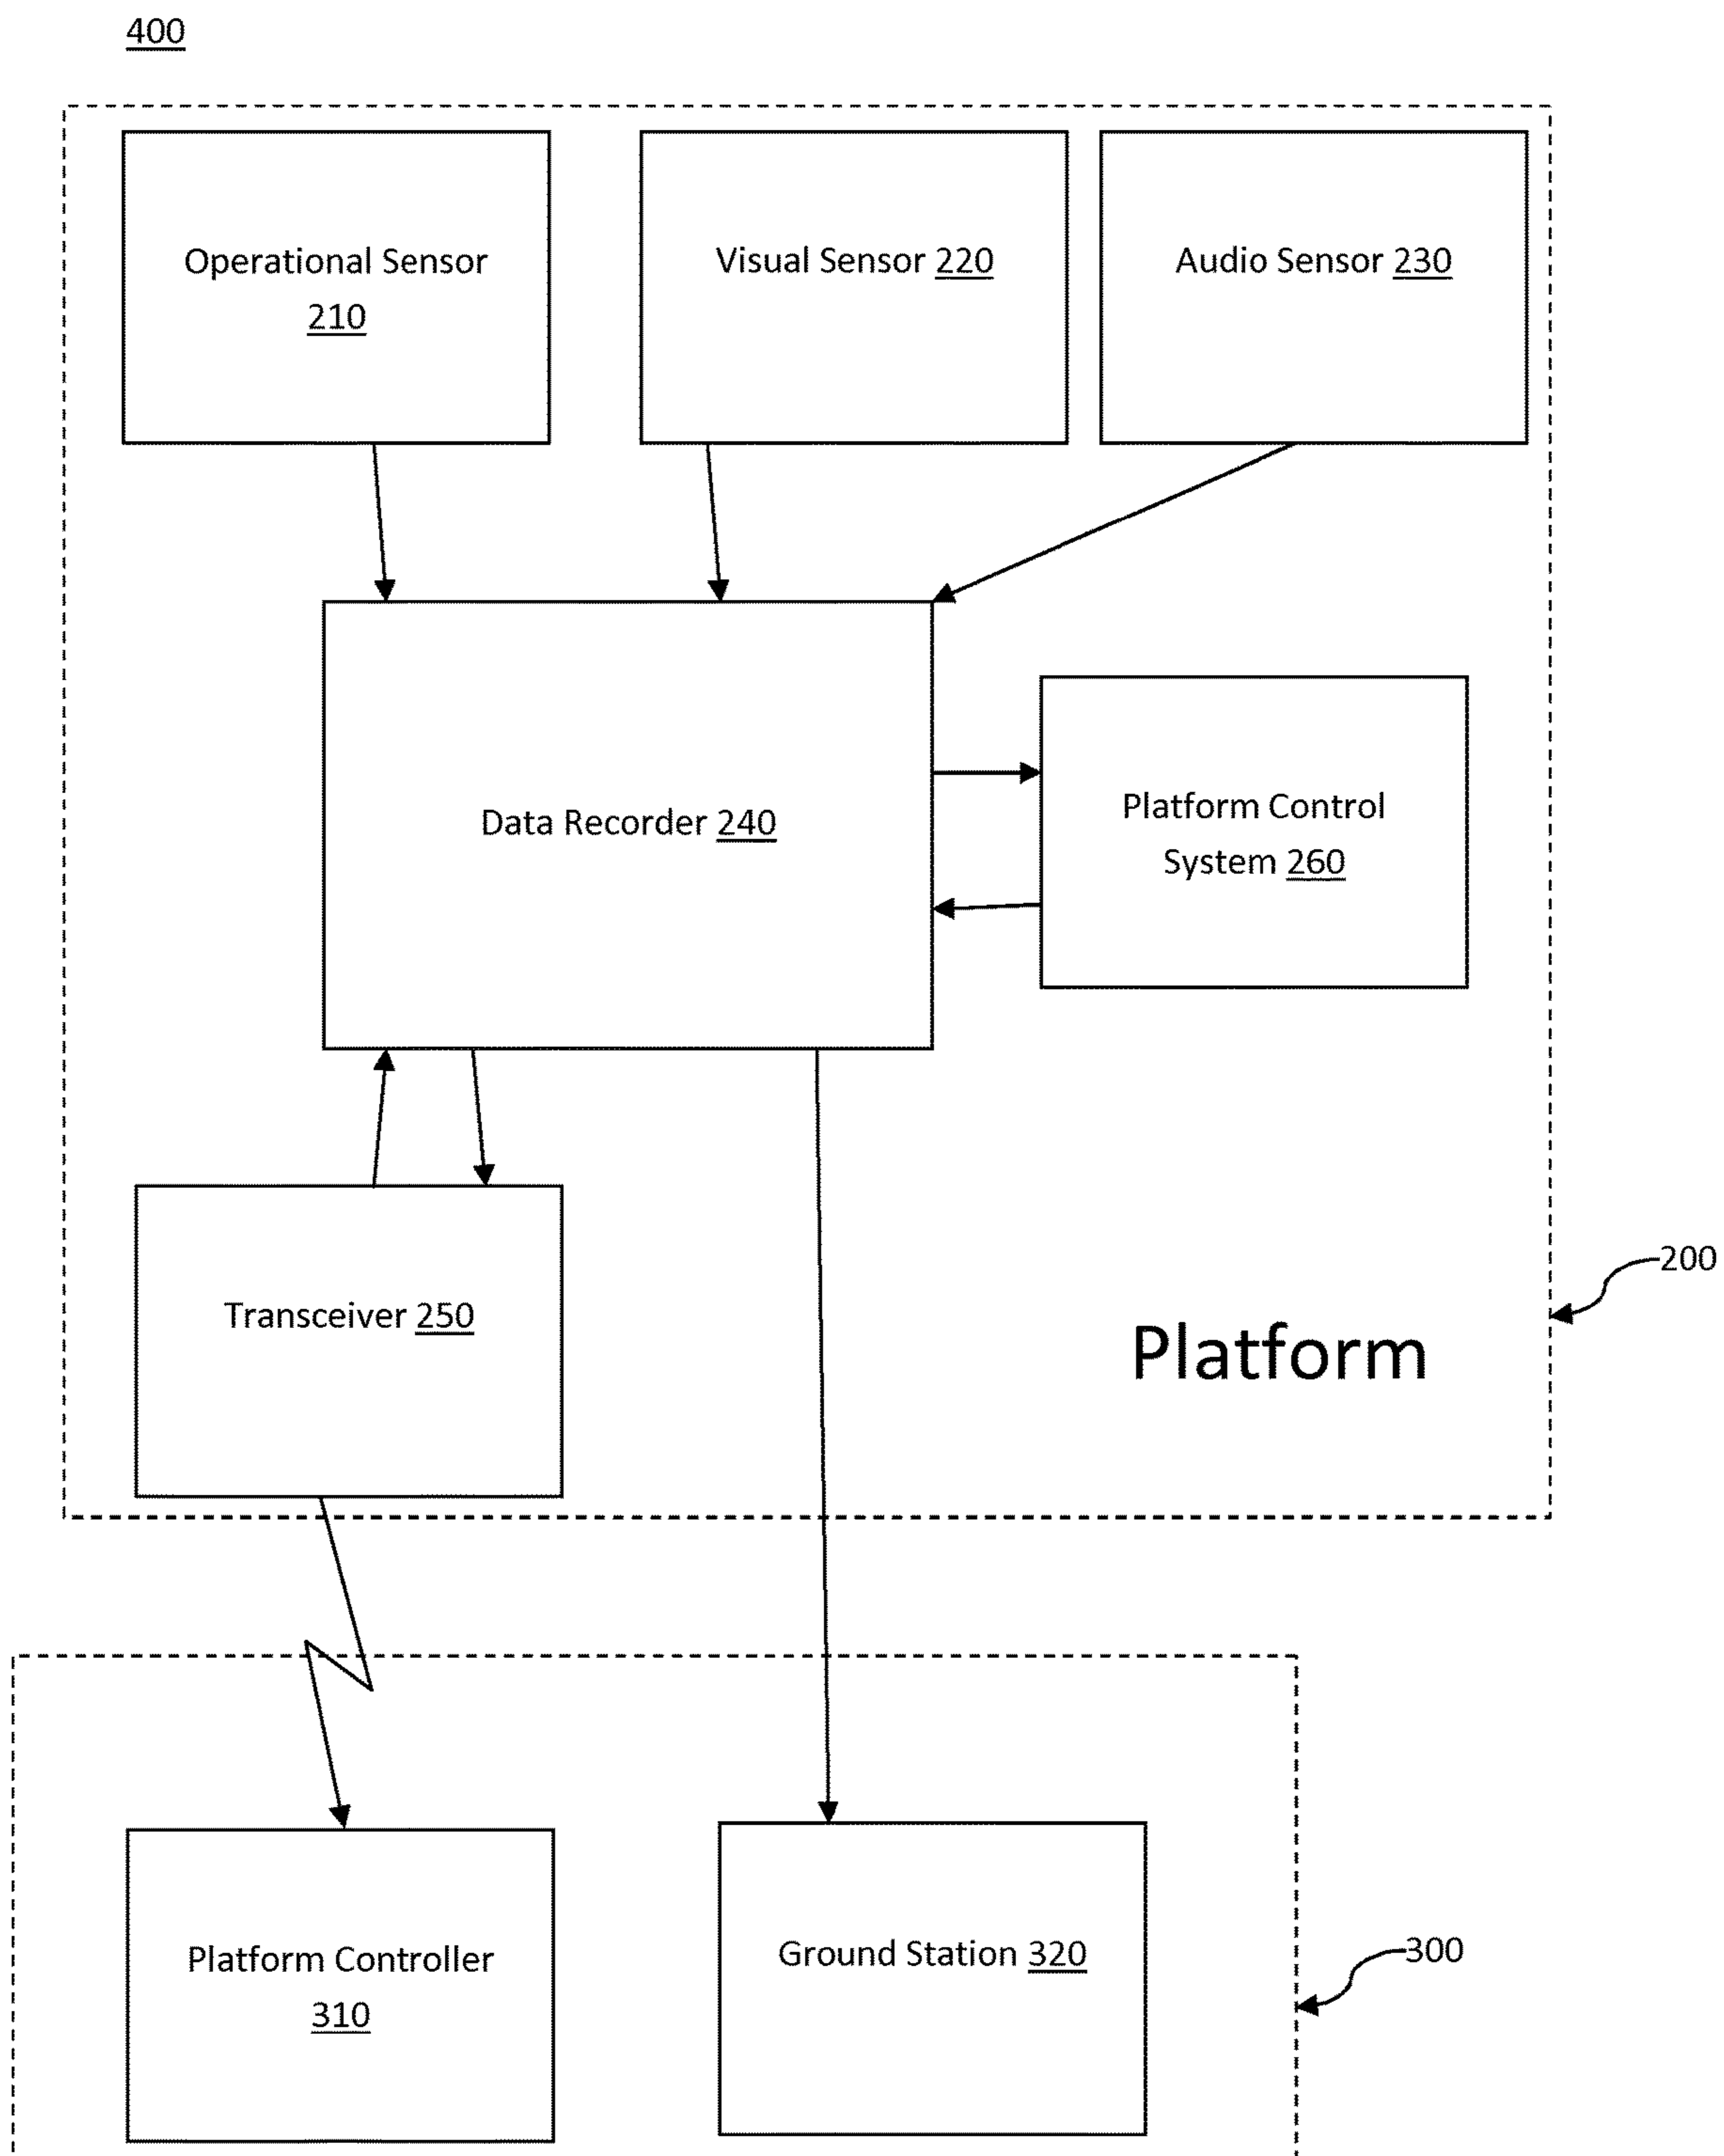 400
Operational Sensor
210
Visual Sensor 220
Audio Sensor 230
Data Recorder 240
Platform Control
System 260
Transceiver 250
Platform
200
Platform Controller
310
Ground Station 320
300